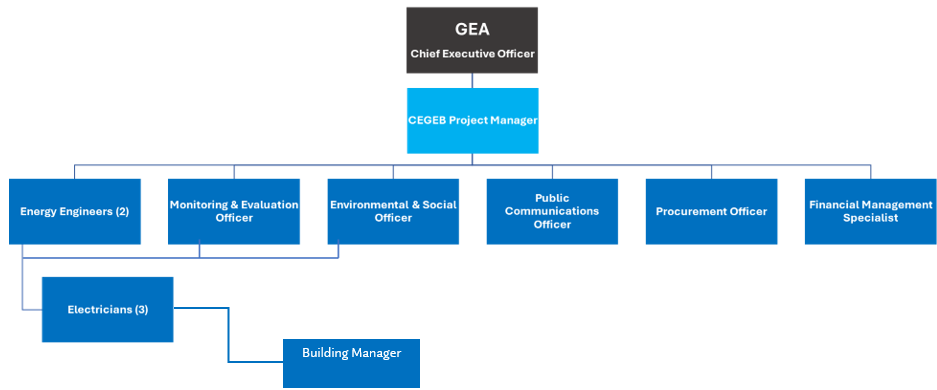 GEA
Chief Executive Officer
CEGEB Project Manager
Energy Engineers (2)
Monitoring & Evaluation
Officer
Environmental & Social
Officer
Public
Communications
Officer
Procurement Officer
Financial Management
Specialist
Electricians (3)
Building Manager